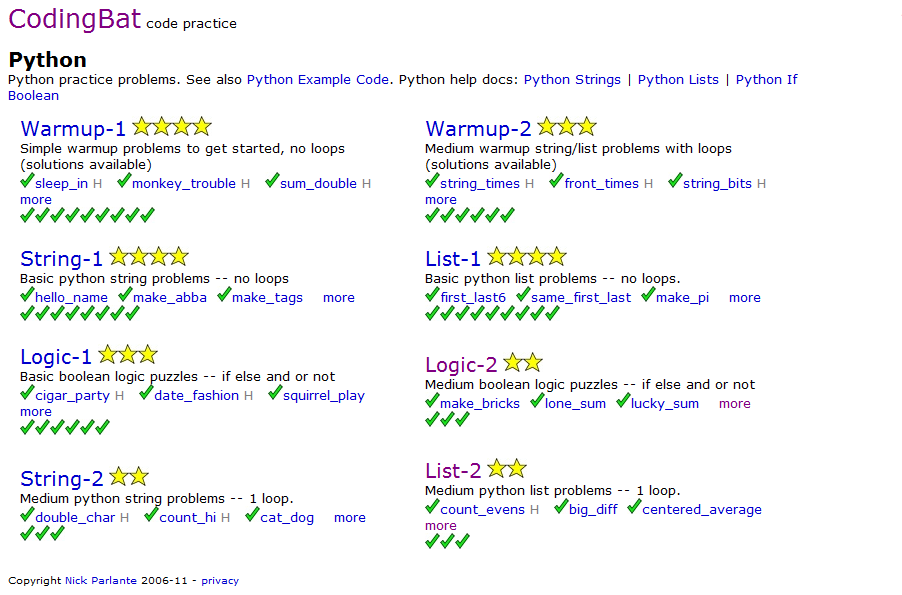 CodingBat code practice
Python
Python practice problems. See also Python Example Code. Python help docs: Python Strings | Python Lists | Python If
Boolean
Warmup-1
Simple warmup problems to get started, no loops
(solutions available)
sleep_in H monkey_trouble H sum_double H
more
Warmup-2
Medium warmup string/list problems with loops
(solutions available)
string_times H front_times H string_bits H
more
String-1
Basic python string problems -- no loops
hello_name make_abba make_tags more
List-1
Basic python list problems -- no loops.
first_last6 same_first_last make_pi more
Logic-1
Basic boolean logic puzzles -- if else and or not
cigar_party H date_fashion H squirrel_play
more
Logic-2
Medium boolean logic puzzles -- if else and or not
make_bricks lone_sum lucky_sum more
String-2
Medium python string problems -- 1 loop.
double_char H count_hi H cat_dog more
List-2
Medium python list problems -- 1 loop.
count_evens H big_diff centered_average
more
Copyright Nick Parlante 2006-11 - privacy